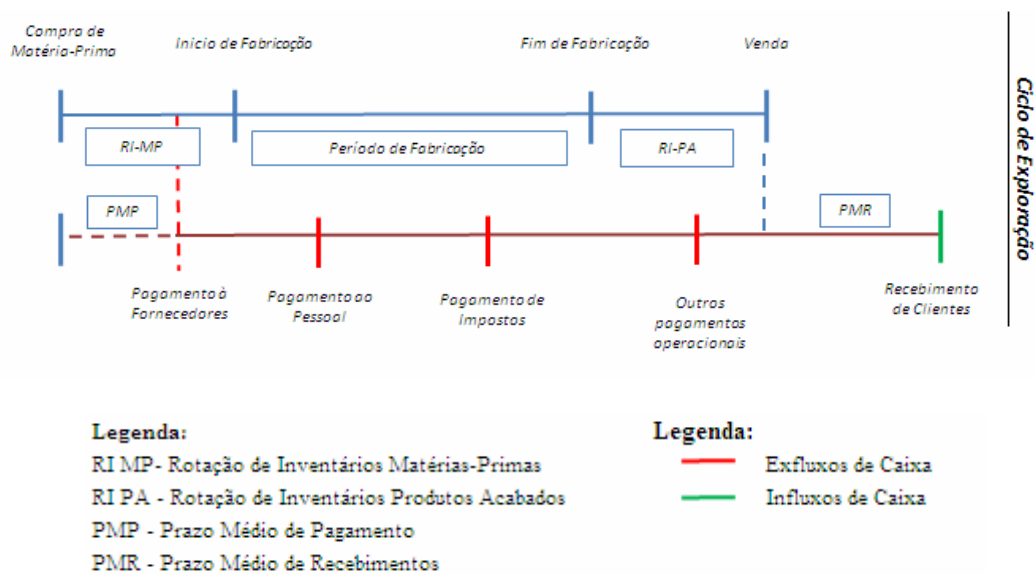 Compra de
Matéria-Prima
Inicio de Fabricação
Fim de Fabricação
Venda
Ciclo de Exploração
RI-MP
Período de Fabricação
RI-PA
PMP
PMR
Pagamento à
Fornecedores
Pagamento ao
Pessoal
Pagamento de
Impostos
Outros
pagamentos
operacionais
Recebimento
de Clientes
Legenda:
RI MP- Rotação de Inventários Matérias-Primas
RI PA - Rotação de Inventários Produtos Acabados
PMP - Prazo Médio de Pagamento
PMR - Prazo Médio de Recebimentos
Legenda:
Exfluxos de Caixa
Influxos de Caixa